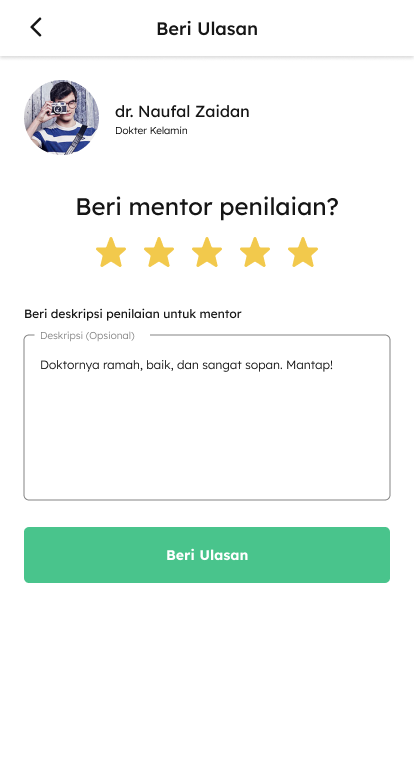 Beri Ulasan
dr. Naufal Zaidan
Dokter Kelamin
Beri mentor penilaian?
Beri deskripsi penilaian untuk mentor
Deskripsi (Opsional)
Doktornya ramah, baik, dan sangat sopan. Mantap!
Beri Ulasan